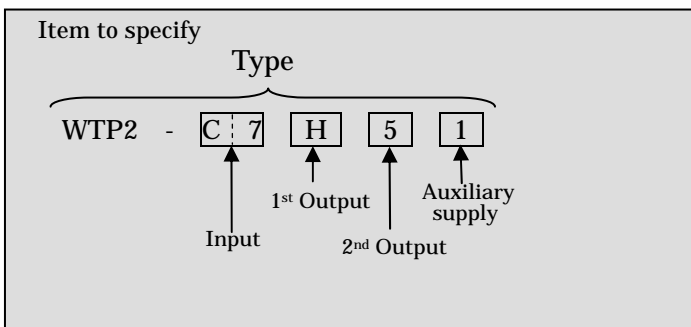 Item to specify
Type
WTP2 - C 7 H 5 1
1st Output
Auxiliary
supply
Input
2nd Output